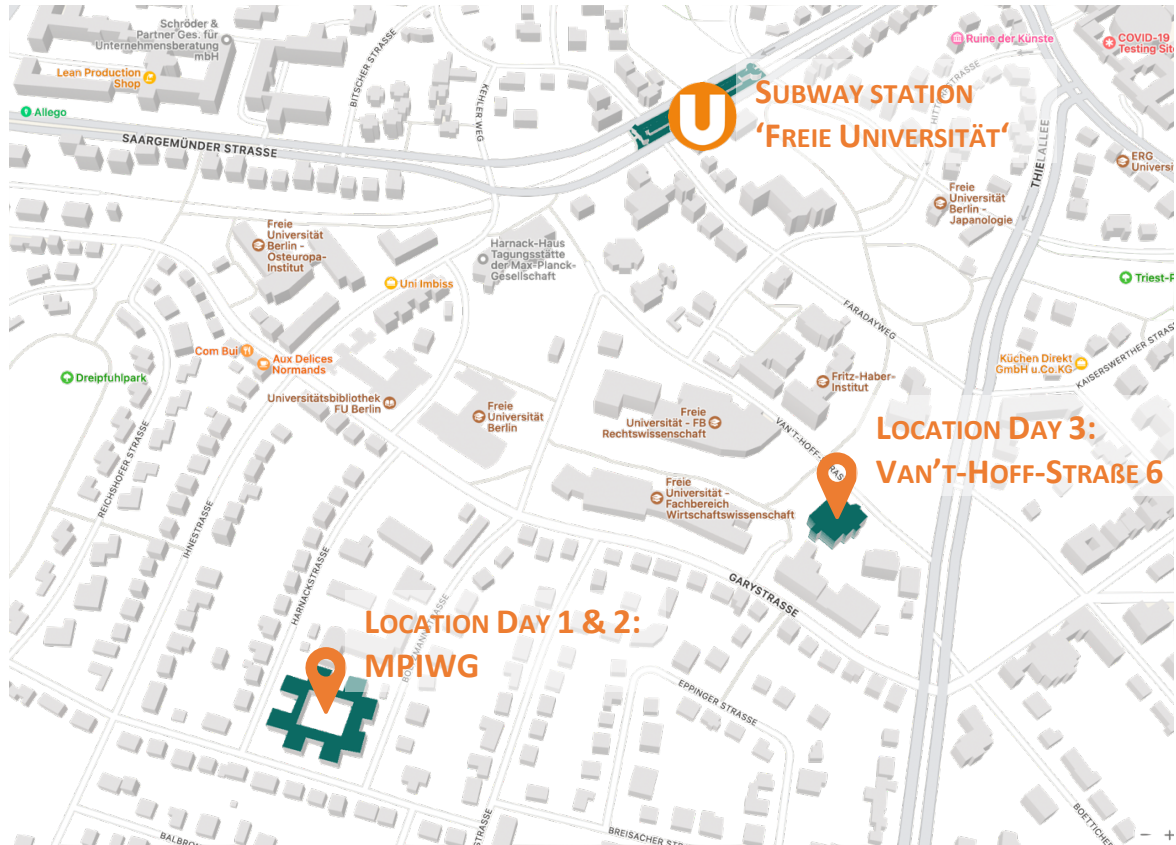 Schröder &
Partner Ges. für
Unternehmensberatung
mbH
Lean Production
Shop
Allego
SAARGEMÜNDER STRASSE
BITSCHER STRASSE
KEHLER WEG
U
SUBWAY STATION
‘FREIE UNIVERSITÄT‘
Ruine der Künste
COVID-19
Testing Site
THIELALLEE
ERG
Universi
Freie
Universität
Berlin -
Japanologie
Triest-P
Freie
Universität
Berlin -
Osteuropa-
Institut
Harnack-Haus
Tagungsstätte
der Max-Planck-
Gesellschaft
Uni Imbiss
FARADAYWEG
Com Bui
Aux Delices
Normands
Dreipfuhlpark
Universitätsbibliothek
FU Berlin
Freie
Universität
Berlin
Freie
Universität - FB
Rechtswissenschaft
Fritz-Haber-
Institut
Küchen Direkt
GmbH u.Co.KG
KAISERSWERTHER STRAS
VAN'T-HOFF-STRAS
LOCATION DAY 3:
VAN’T-HOFF-STRAßE 6
REICHSHOFER STRASSE
IHNESTRASSE
HARNACKSTRASSE
Freie
Universität -
Fachbereich
Wirtschaftswissenschaft
GARYSTRASSE
LOCATION DAY 1 & 2:
MPIWG
EPPINGER STRASSE
BALBRO
STRASSE
BREISACHER STR
BOETTICHER
− +